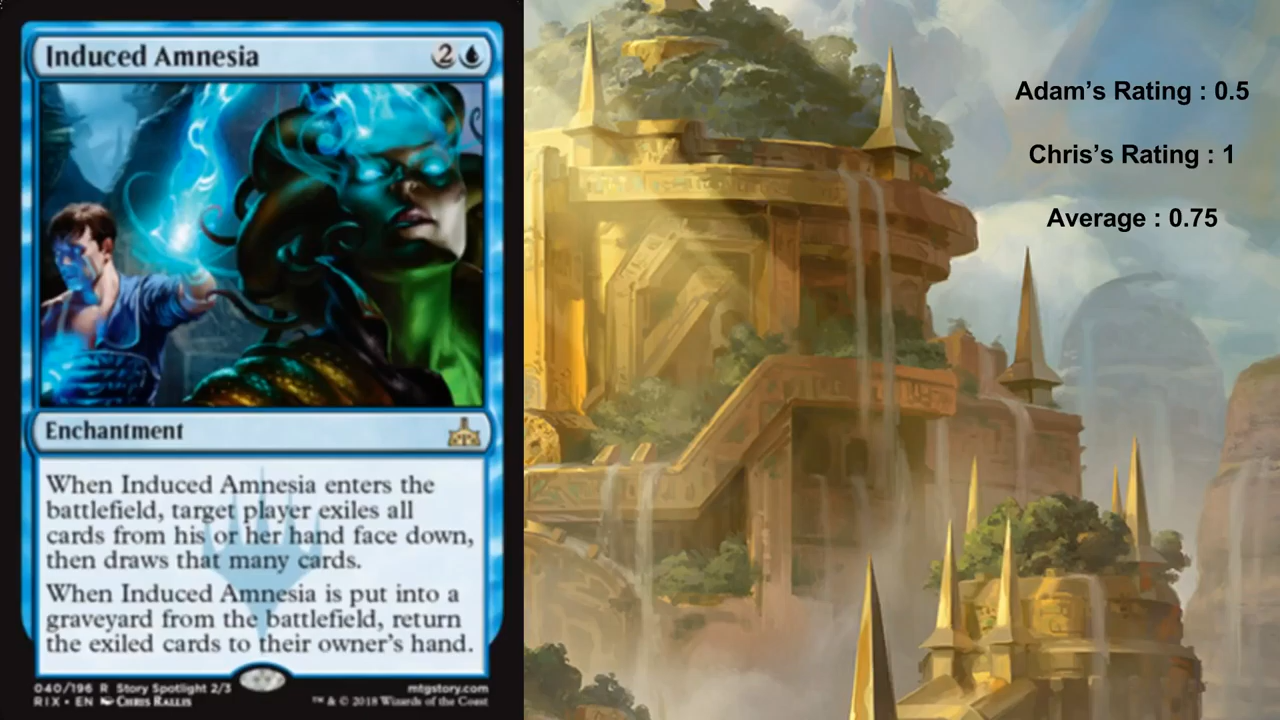 Induced Amnesia
2
Enchantment
When Induced Amnesia enters the
battlefield, target player exiles all
cards from his or her hand face down,
then draws that many cards.
When Induced Amnesia is put into a
graveyard from the battlefield, return
the exiled cards to their owner's hand.
040/196 R Story Spotlight 2/3
RIX • EN Chris Rallis
mtgstory.com
™ & © 2018 Wizards of the Coast
Adam's Rating : 0.5
Chris's Rating : 1
Average : 0.75